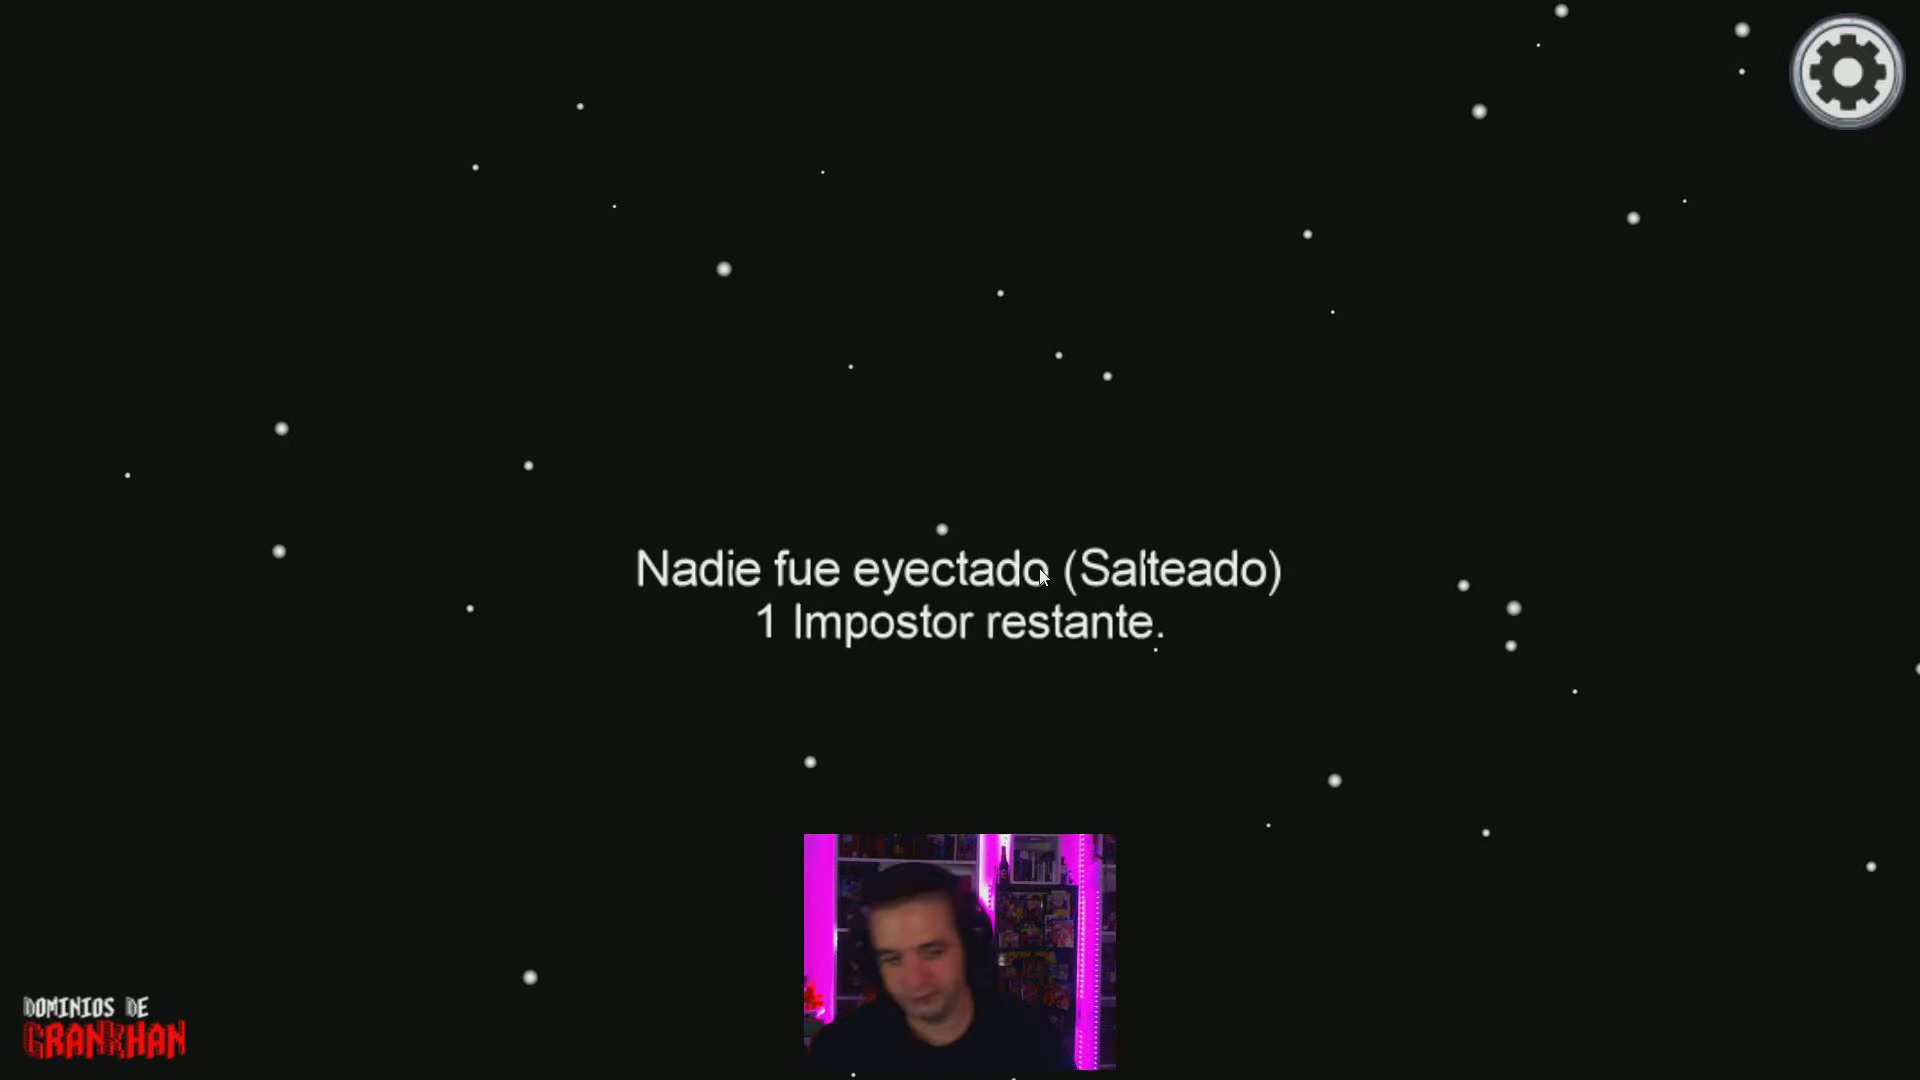 Nadie fue eyectado (Salteado)
1 Impostor restante.
DOMINIOS DE
GRANKHAN